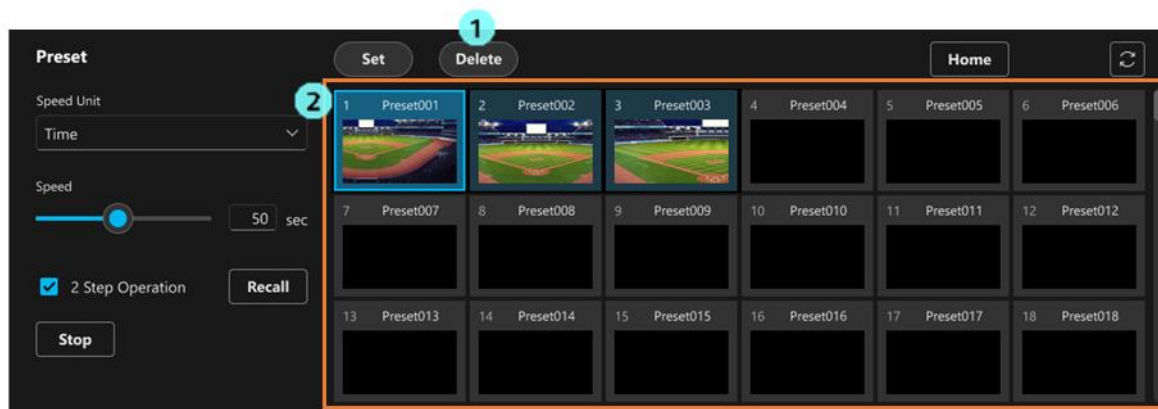 1
Preset
Set
Delete
Home
Speed Unit
2
Time
1 Preset001
2 Preset002
3 Preset003
4 Preset004
5 Preset005
6 Preset006
Speed
50 sec
7 Preset007
8 Preset008
9 Preset009
10 Preset010
11 Preset011
12 Preset012
2 Step Operation
Recall
13 Preset013
14 Preset014
15 Preset015
16 Preset016
17 Preset017
18 Preset018
Stop